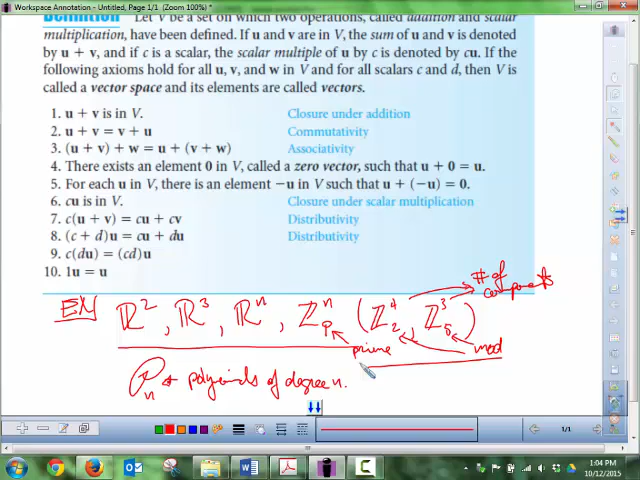 Workspace Annotation - Untitled, Page 1/1 (Zoom 100%)
Definition Let V be a set on which two operations, called addition and scalar
multiplication, have been defined. If u and v are in V, the sum of u and v is denoted
by u + v, and if c is a scalar, the scalar multiple of u by c is denoted by cu. If the
following axioms hold for all u, v, and w in V and for all scalars c and d, then V is
called a vector space and its elements are called vectors.
1. u + v is in V. Closure under addition
2. u + v = v + u Commutativity
3. (u + v) + w = u + (v + w) Associativity
4. There exists an element 0 in V, called a zero vector, such that u + 0 = u.
5. For each u in V, there is an element −u in V such that u + (−u) = 0.
6. cu is in V. Closure under scalar multiplication
7. c(u + v) = cu + cv Distributivity
8. (c + d)u = cu + du Distributivity
9. c(du) = (cd)u
10. 1u = u
# of
components
EX ℝ², ℝ³, ℝⁿ, ℤₚⁿ (ℤ₂⁴, ℤ₅³)
prime mod
𝒫ₙ polynoids of degree n.
1/1
1:04 PM
10/12/2015